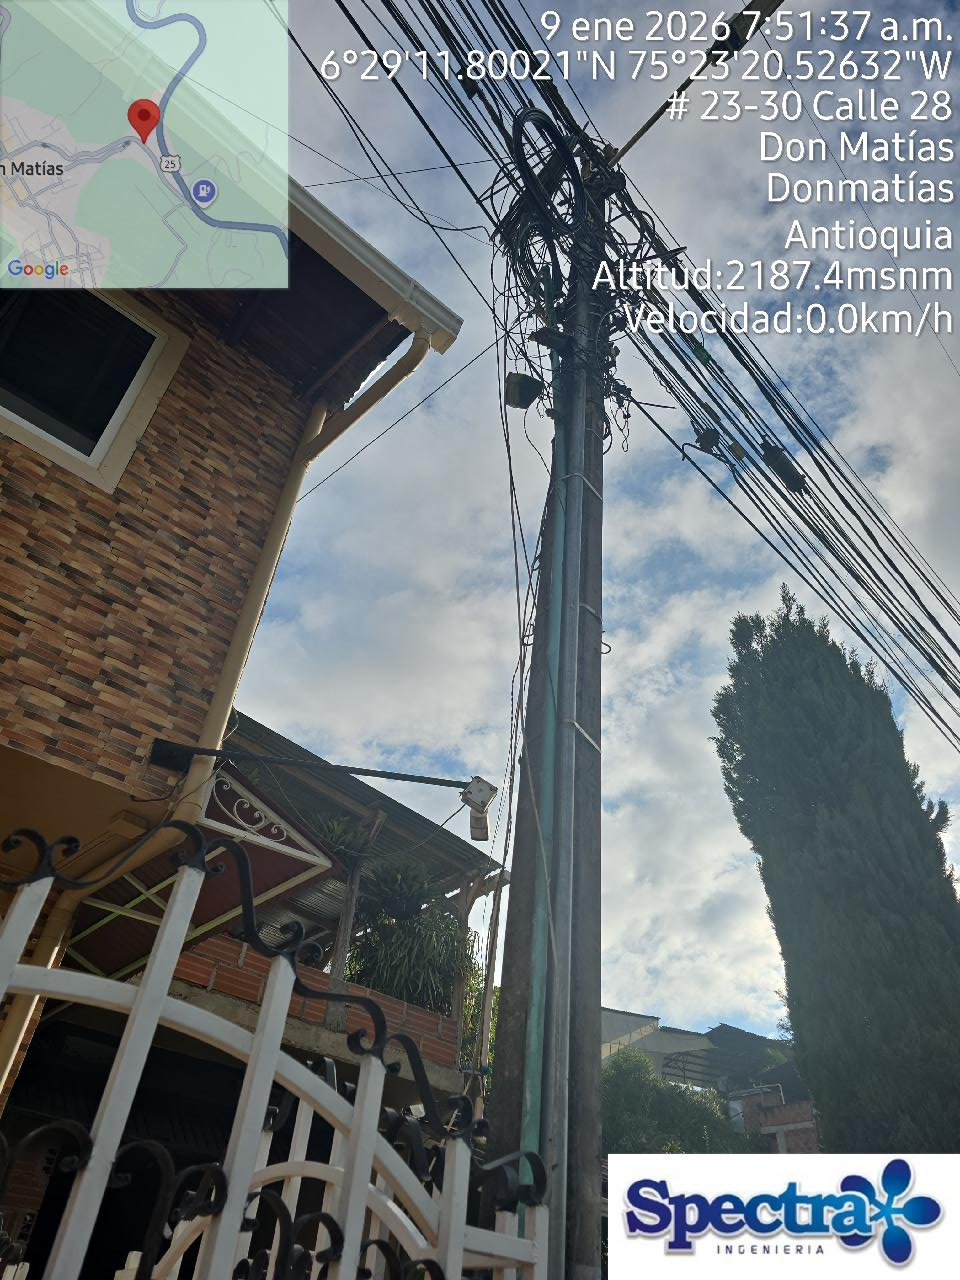 9 ene 2026 7:51:37 a.m.
6°29'11.80021"N 75°23'20.52632"W
# 23-30 Calle 28
Don Matías
Donmatías
Antioquia
Altitud:2187.4msnm
Velocidad:0.0km/h
n Matías
25
Google
Spectra
INGENIERIA